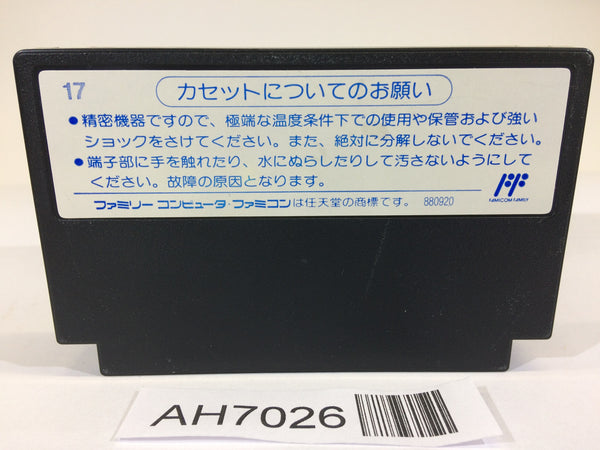 17
カセットについてのお願い
●精密機器ですので、極端な温度条件下での使用や保管および強い
ショックをさけてください。また、絶対に分解しないでください。
●端子部に手を触れたり、水にぬらしたりして汚さないようにして
ください。故障の原因となります。
FAMICOM FAMILY
ファミリー コンピュータ・ファミコンは任天堂の商標です。 880920
AH7026